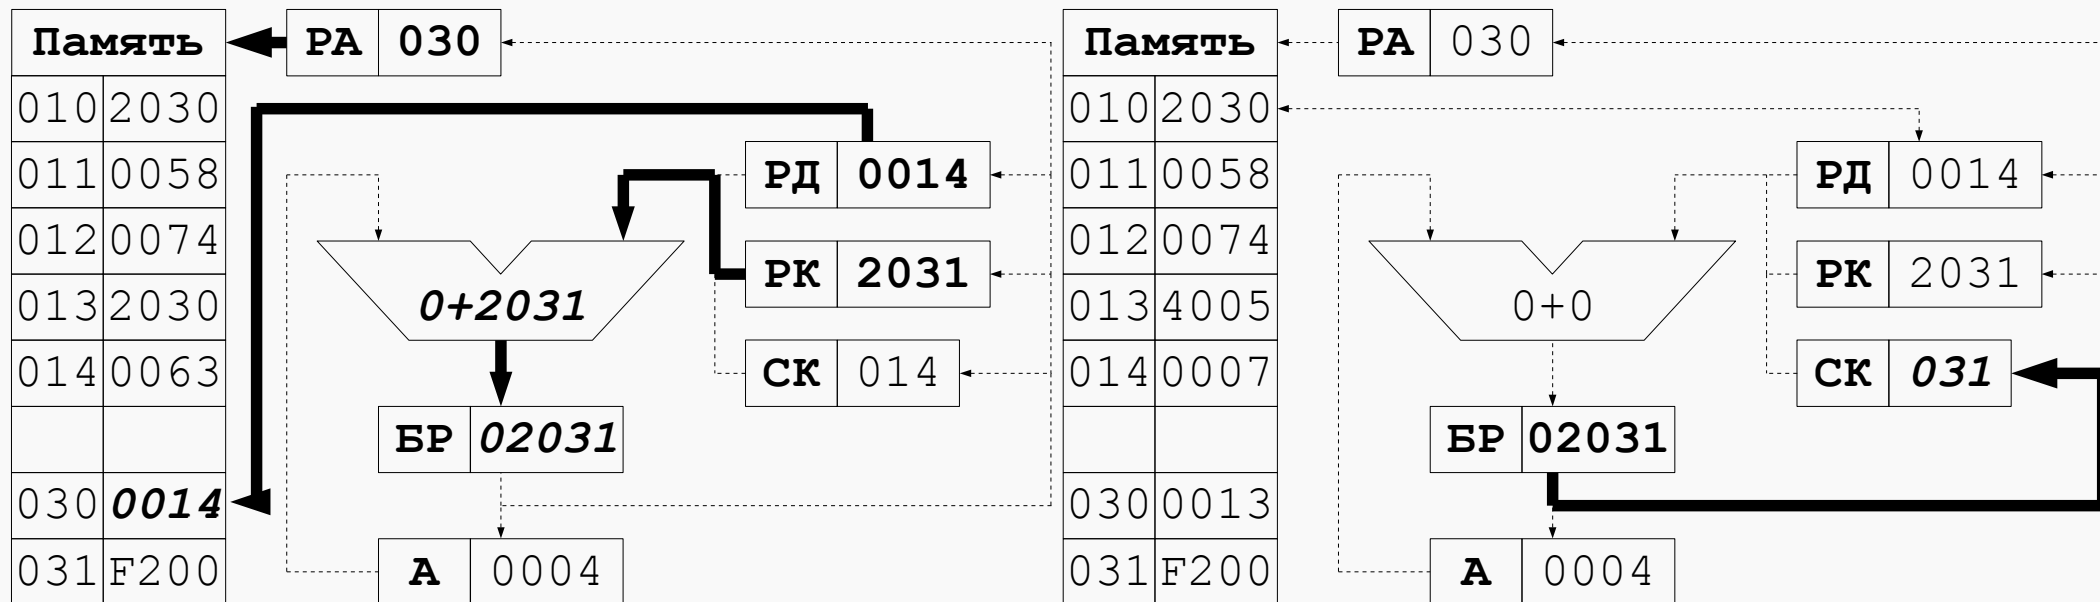 Память РА 030
010 2030
011 0058
012 0074
013 2030
014 0063
030 0014
031 F200
РД 0014
РК 2031
0+2031
СК 014
БР 02031
А 0004
Память РА 030
010 2030
011 0058
012 0074
013 4005
014 0007
030 0013
031 F200
РД 0014
РК 2031
0+0
СК 031
БР 02031
А 0004